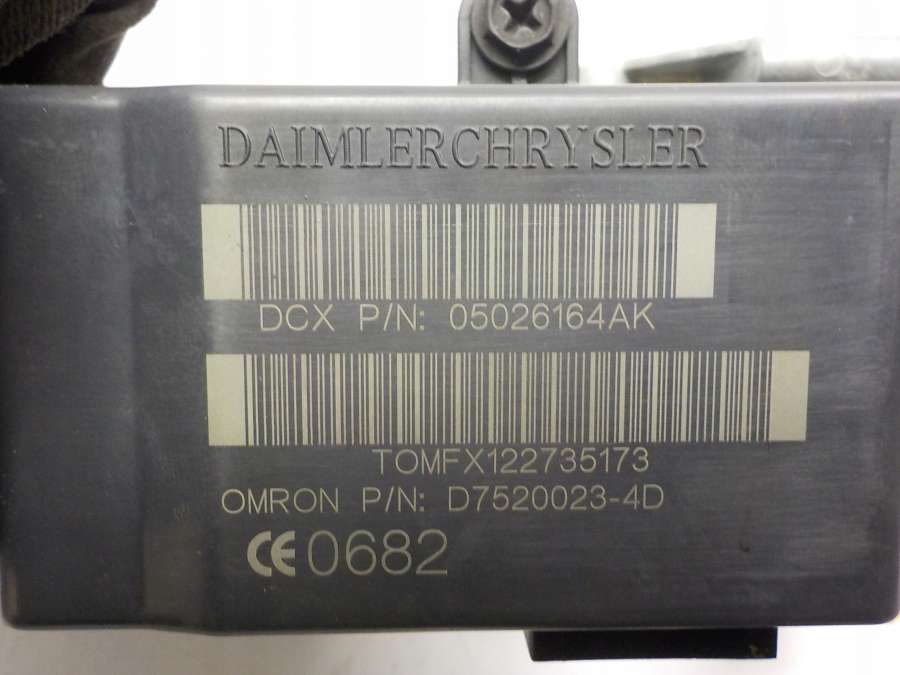 DAIMLERCHRYSLER
DCX P/N: 05026164AK
TOMFX122735173
OMRON P/N: D7520023-4D
CE 0682